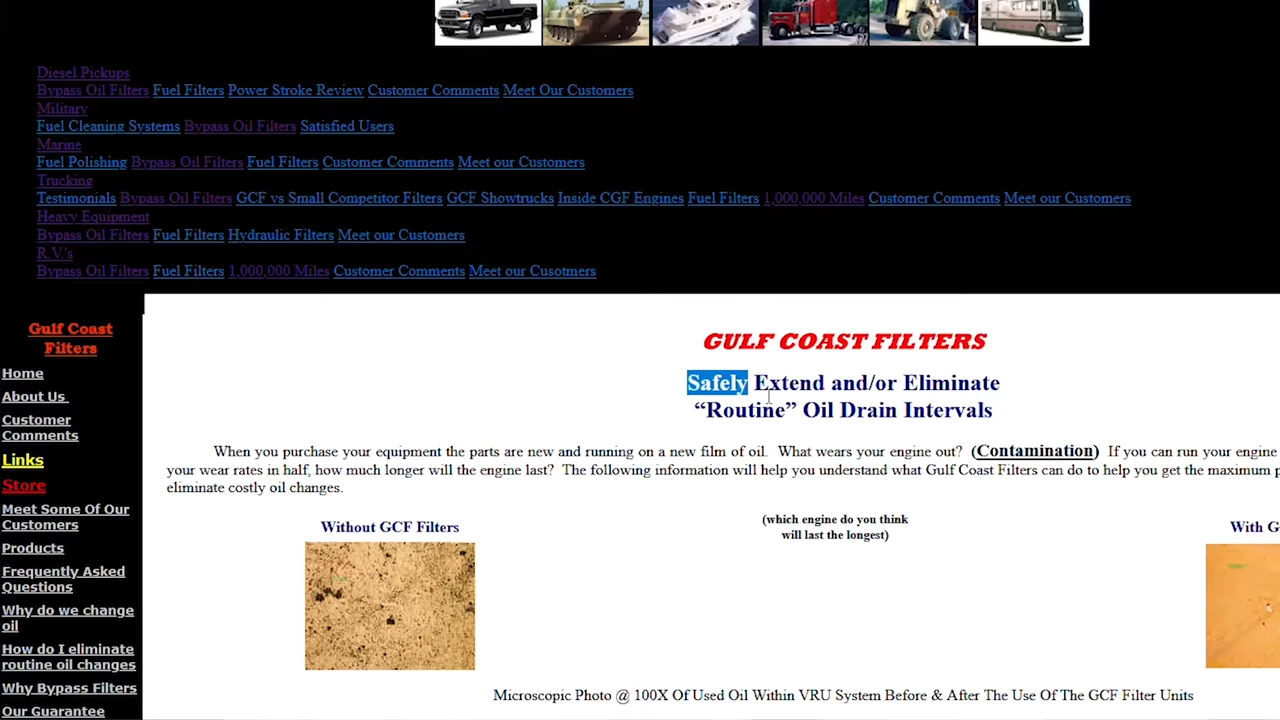 Diesel Pickups
Bypass Oil Filters Fuel Filters Power Stroke Review Customer Comments Meet Our Customers
Military
Fuel Cleaning Systems Bypass Oil Filters Satisfied Users
Marine
Fuel Polishing Bypass Oil Filters Fuel Filters Customer Comments Meet our Customers
Trucking
Testimonials Bypass Oil Filters GCF vs Small Competitor Filters GCF Showtrucks Inside CGF Engines Fuel Filters 1,000,000 Miles Customer Comments Meet our Customers
Heavy Equipment
Bypass Oil Filters Fuel Filters Hydraulic Filters Meet our Customers
R.V.'s
Bypass Oil Filters Fuel Filters 1,000,000 Miles Customer Comments Meet our Cusotmers
Gulf Coast
Filters
Home
About Us
Customer
Comments
Links
Store
Meet Some Of Our
Customers
Products
Frequently Asked
Questions
Why do we change
oil
How do I eliminate
routine oil changes
Why Bypass Filters
Our Guarantee
GULF COAST FILTERS
Safely Extend and/or Eliminate
“Routine” Oil Drain Intervals
When you purchase your equipment the parts are new and running on a new film of oil. What wears your engine out? (Contamination) If you can run your engine
your wear rates in half, how much longer will the engine last? The following information will help you understand what Gulf Coast Filters can do to help you get the maximum
eliminate costly oil changes.
Without GCF Filters
(which engine do you think
will last the longest)
With G
Microscopic Photo @ 100X Of Used Oil Within VRU System Before & After The Use Of The GCF Filter Units